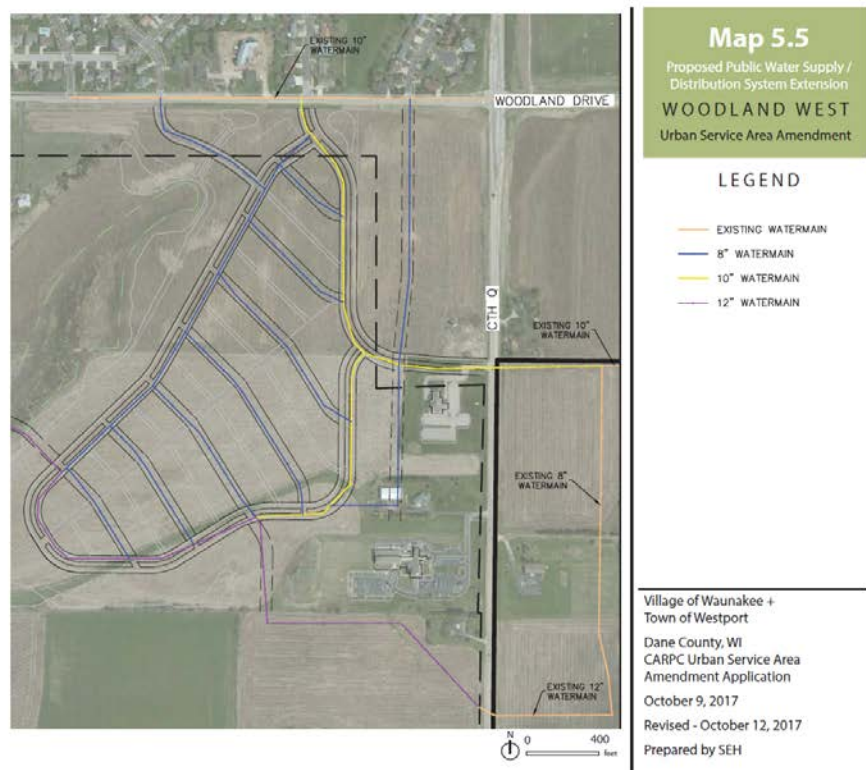 EXISTING 10"
WATERMAIN
WOODLAND DRIVE
CTH Q
EXISTING 10"
WATERMAIN
EXISTING 8"
WATERMAIN
EXISTING 12"
WATERMAIN
N
0 400
feet
Map 5.5
Proposed Public Water Supply /
Distribution System Extension
WOODLAND WEST
Urban Service Area Amendment
LEGEND
EXISTING WATERMAIN
8" WATERMAIN
10" WATERMAIN
12" WATERMAIN
Village of Waunakee +
Town of Westport
Dane County, WI
CARPC Urban Service Area
Amendment Application
October 9, 2017
Revised - October 12, 2017
Prepared by SEH